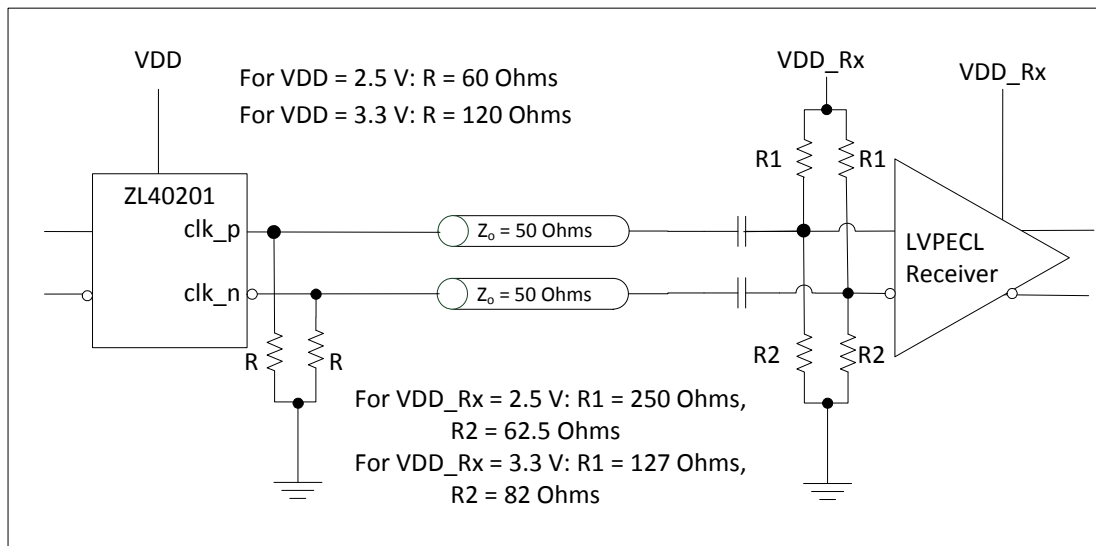 VDD
For VDD = 2.5 V: R = 60 Ohms
For VDD = 3.3 V: R = 120 Ohms
VDD_Rx
VDD_Rx
R1
R1
ZL40201
clk_p
Zo = 50 Ohms
LVPECL
Receiver
clk_n
Zo = 50 Ohms
R
R
R2
R2
For VDD_Rx = 2.5 V: R1 = 250 Ohms,
R2 = 62.5 Ohms
For VDD_Rx = 3.3 V: R1 = 127 Ohms,
R2 = 82 Ohms